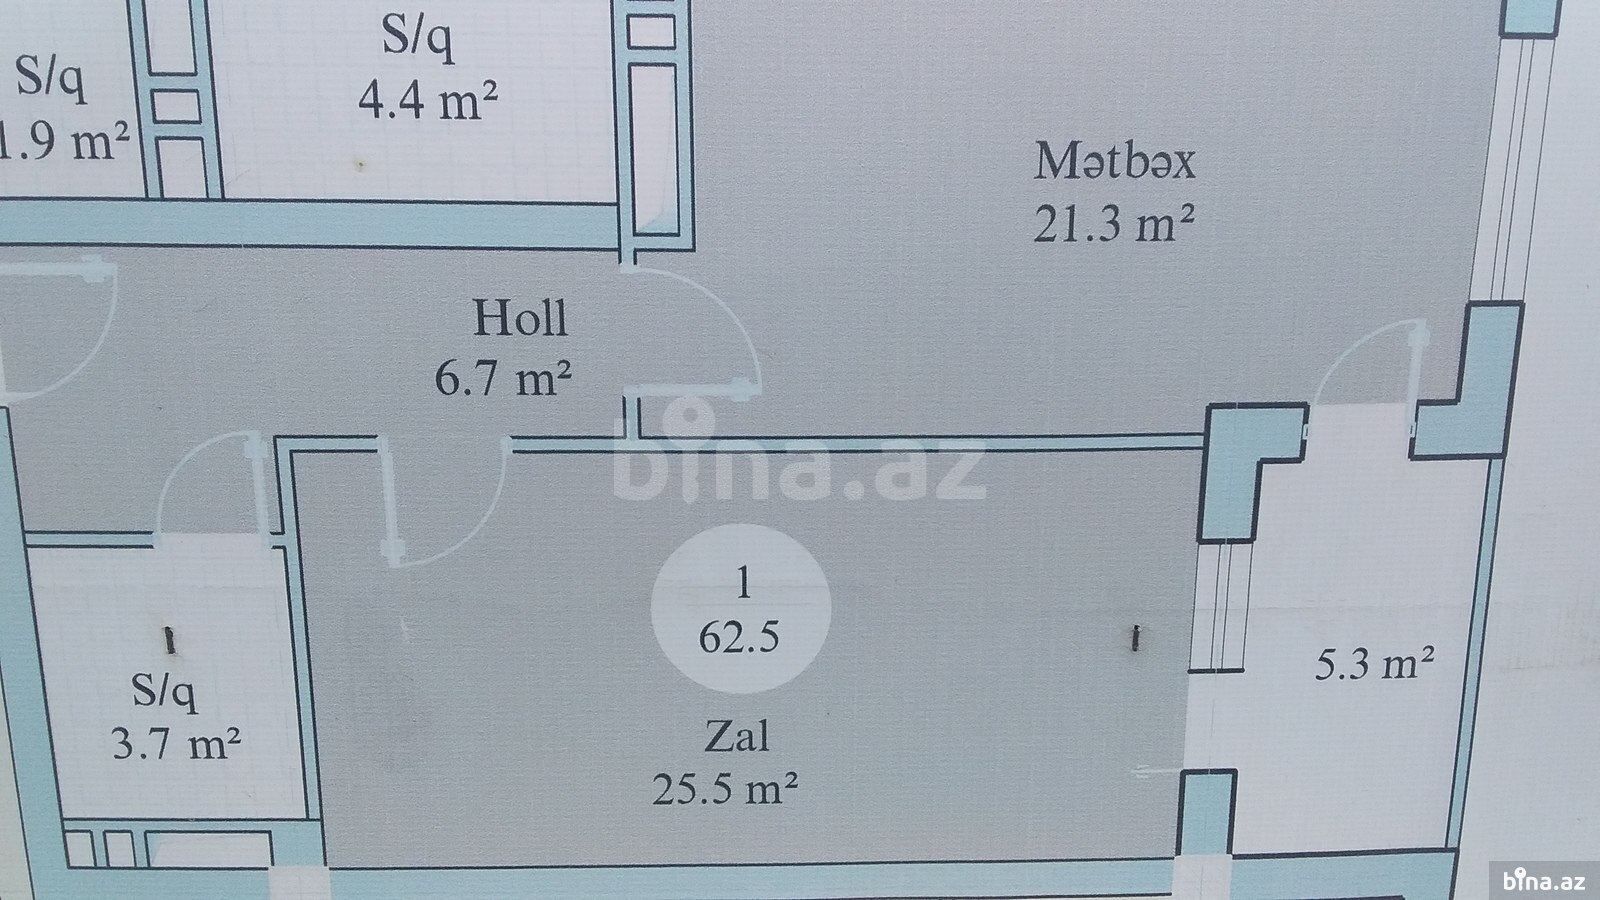 S/q
4.4 m²
S/q
1.9 m²
Mətbəx
21.3 m²
Holl
6.7 m²
bina.az
1
62.5
S/q
3.7 m²
5.3 m²
Zal
25.5 m²
bina.az